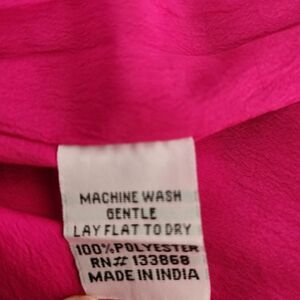 MACHINE WASH
GENTLE
LAY FLAT TO DRY
100% POLYESTER
RN# 133868
MADE IN INDIA